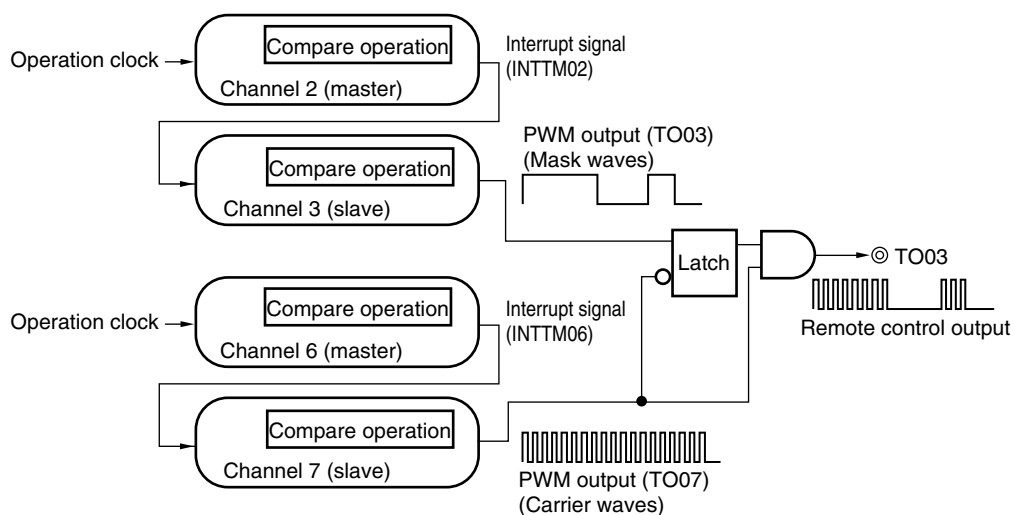 Operation clock
Compare operation
Channel 2 (master)
Interrupt signal
(INTTM02)
Compare operation
Channel 3 (slave)
PWM output (TO03)
(Mask waves)
Latch
TO03
Remote control output
Operation clock
Compare operation
Channel 6 (master)
Interrupt signal
(INTTM06)
Compare operation
Channel 7 (slave)
PWM output (TO07)
(Carrier waves)